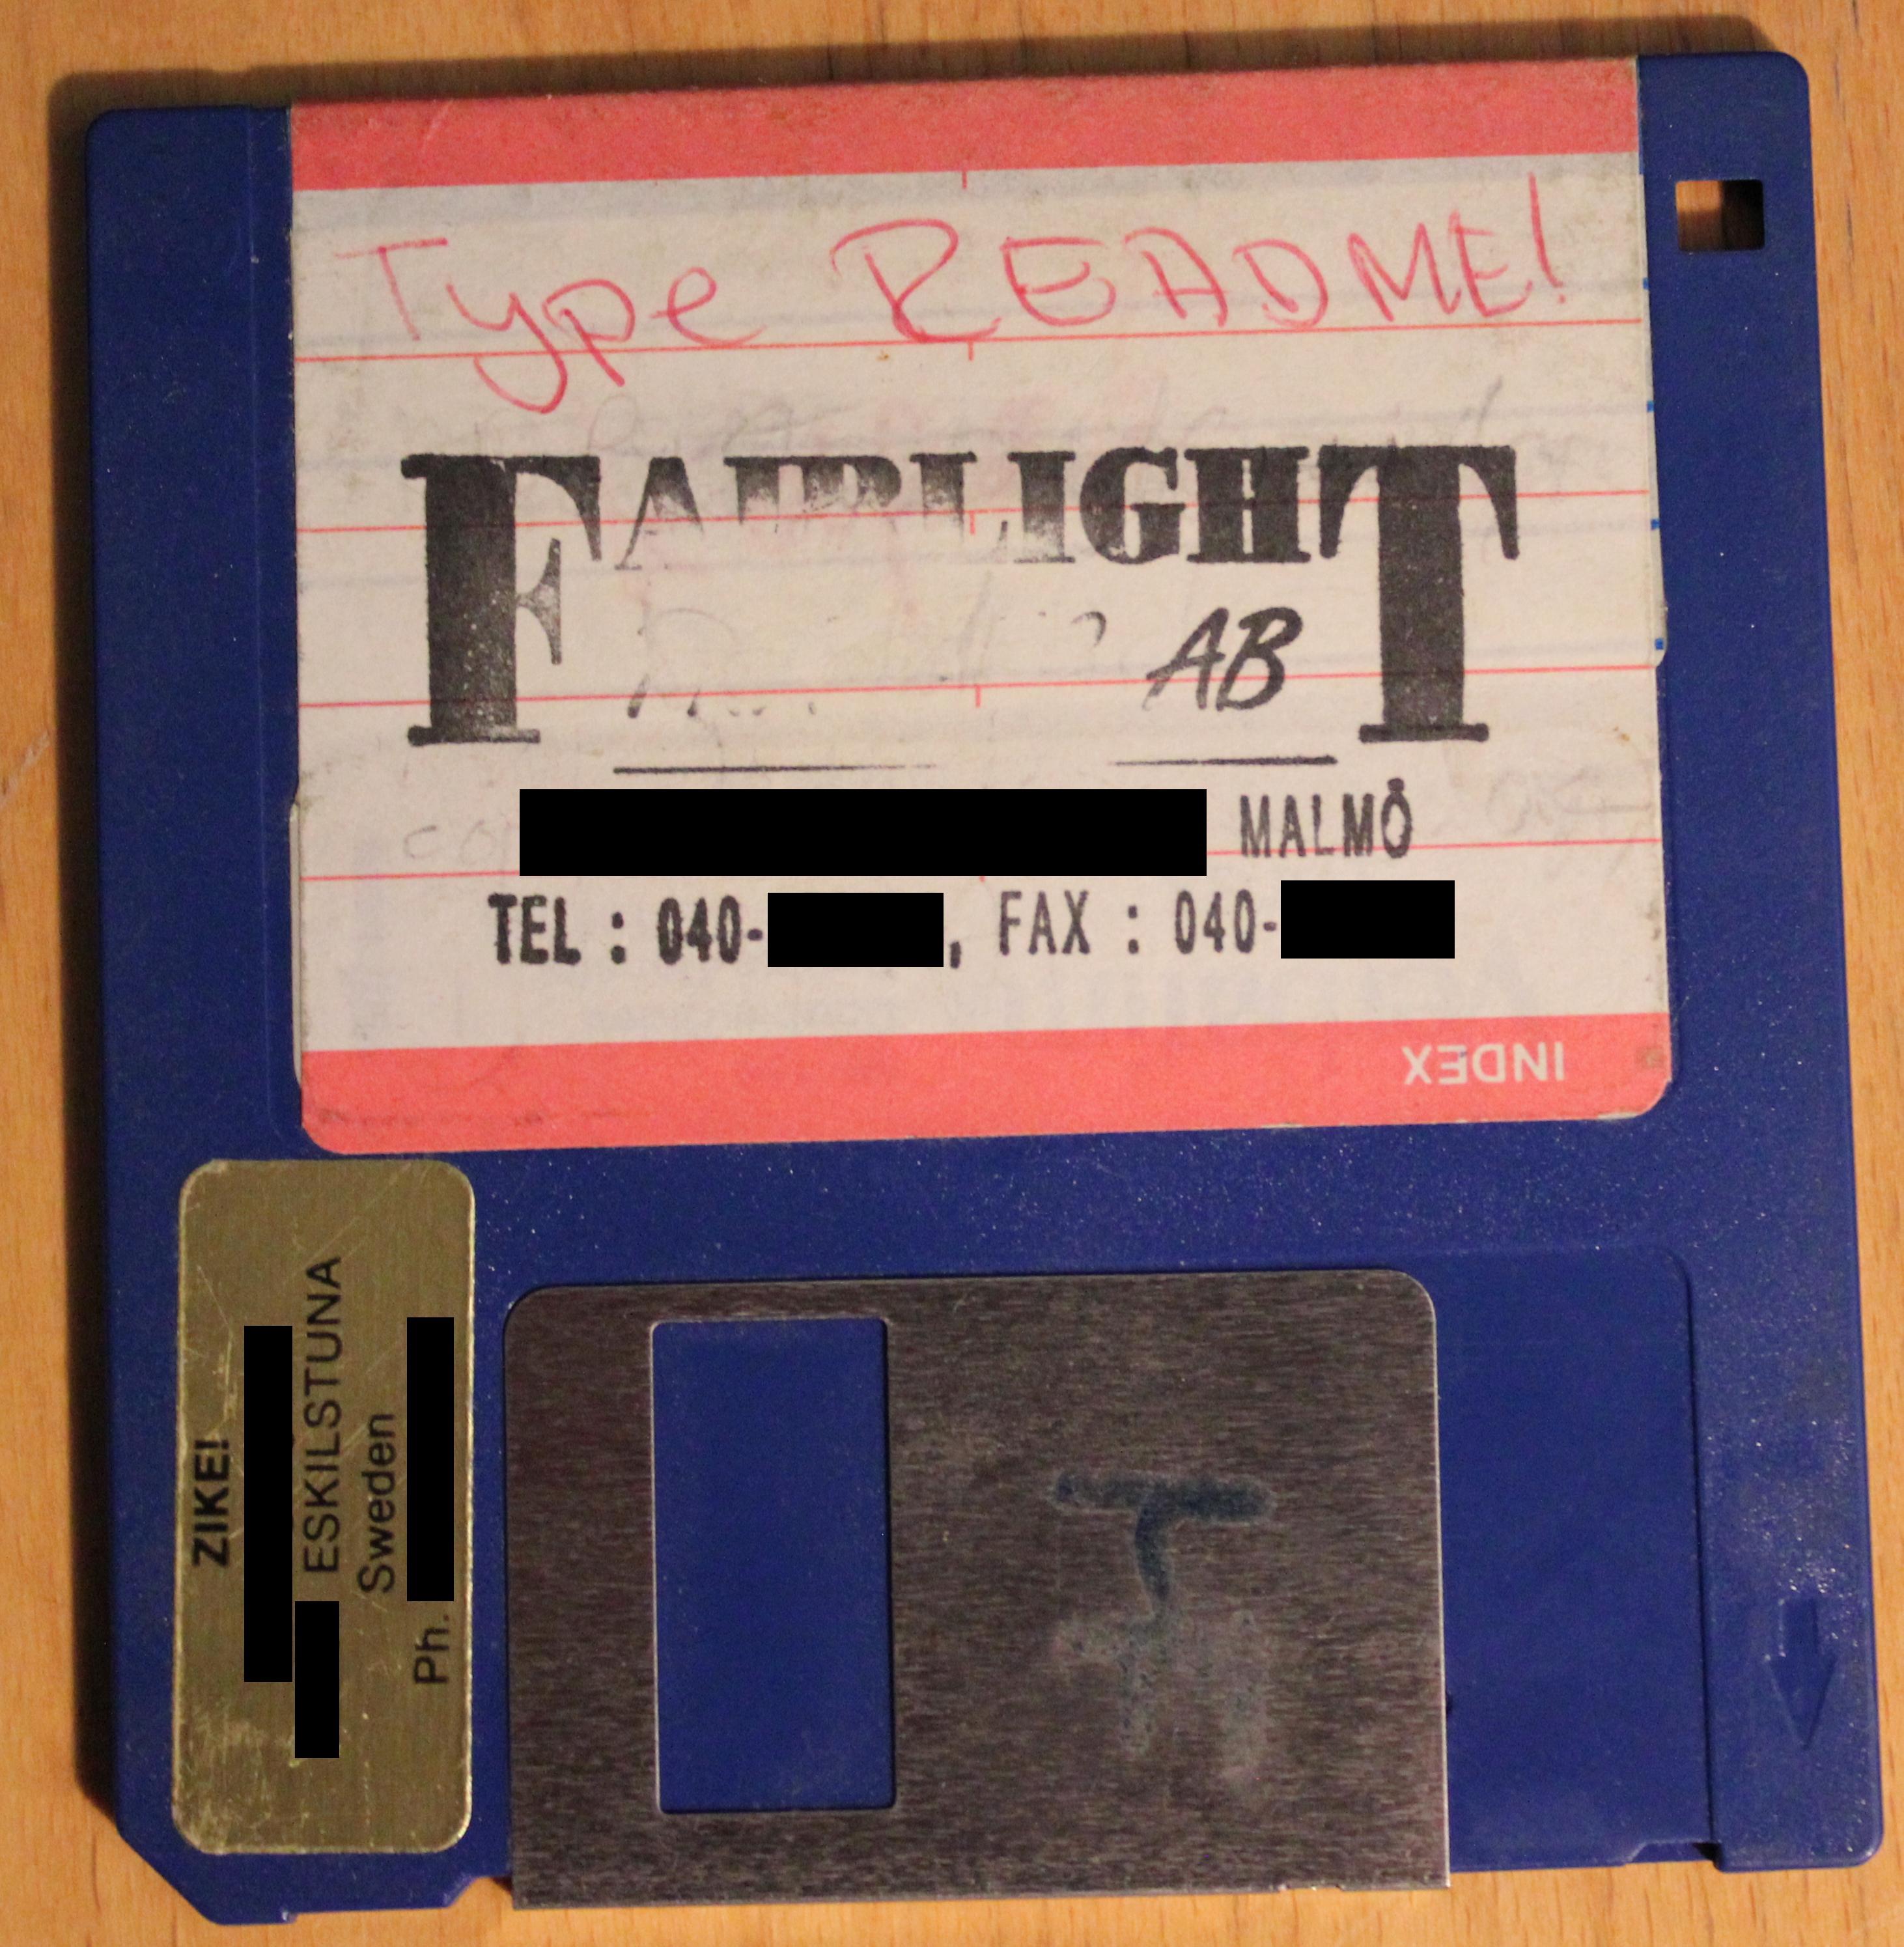 Type README!
FAIRLIGHT
AB
MALMÖ
TEL : 040- , FAX : 040-
INDEX
ZIKE!
ESKILSTUNA
Sweden
Ph.